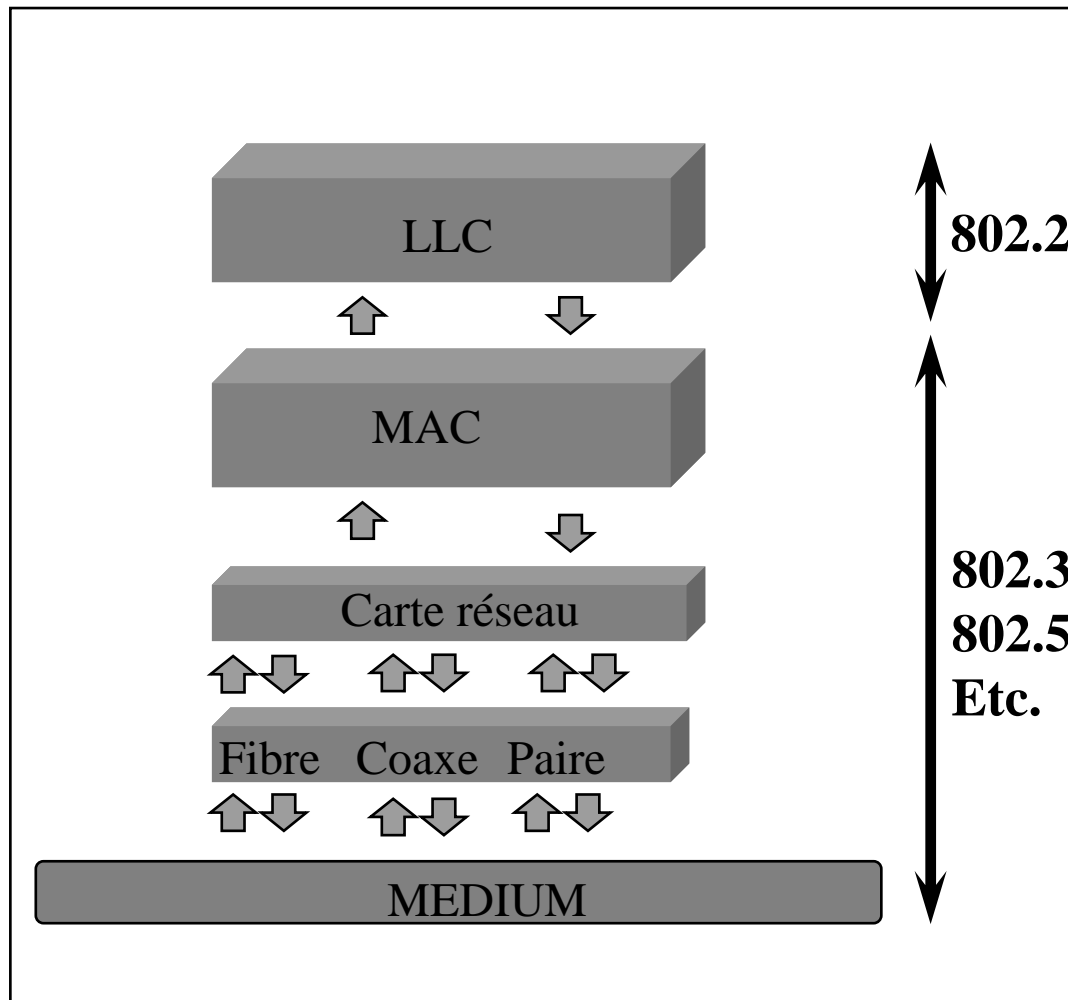 LLC
802.2
MAC
802.3
Carte réseau
802.5
Etc.
Fibre Coaxe Paire
MEDIUM